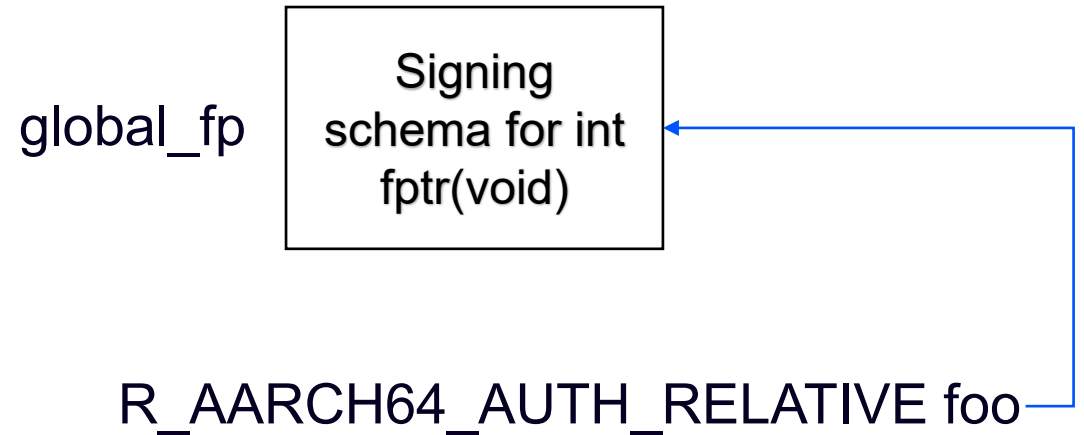 Signing
global_fp schema for int
fptr(void)
R_AARCH64_AUTH_RELATIVE foo